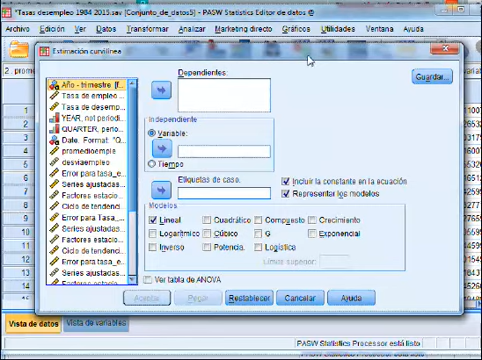 *Tasas desempleo 1984 2015.sav [Conjunto_de_datos5] - PASW Statistics Editor de datos @
Archivo Edición Ver Datos Transformar Analizar Marketing directo Gráficos Utilidades Ventana Ayuda
Estimación curvilínea
Año - trimestre [f...
Tasa de empleo
Tasa de desemp...
YEAR, not periodi...
QUARTER, perio...
Date. Format: "Q...
promedioemple
desviaempleo
Error para tasa_e...
Series ajustadas...
Factores estacio...
Ciclo de tendenc...
Error para Tasa_...
Series ajustadas...
Factores estacio...
Ciclo de tendenc...
Error para tasa_e...
Series ajustadas...
Dependientes:
Guardar...
Independiente
Variable:
Tiempo
Etiquetas de caso:
Incluir la constante en la ecuación
Representar los modelos
Modelos
Lineal Cuadrático Compuesto Crecimiento
Logarítmico Cúbico G Exponencial
Inverso Potencia: Logística
Límite superior:
Ver tabla de ANOVA
Aceptar Pegar Restablecer Cancelar Ayuda
Vista de datos Vista de variables
PASW Statistics Processor está listo